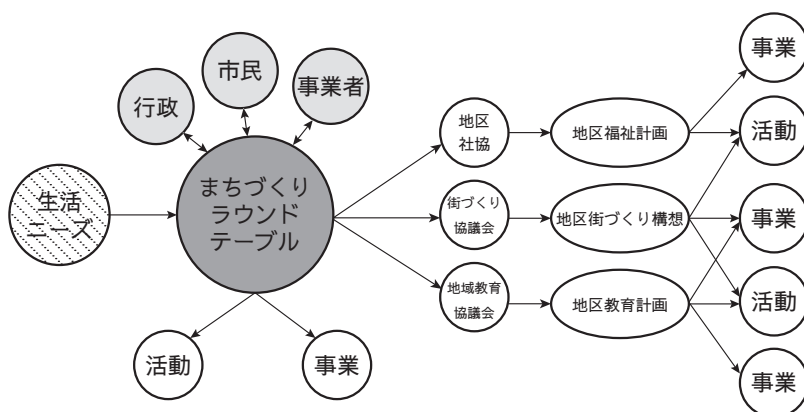 行政
市民
事業者
生活
ニーズ
まちづくり
ラウンド
テーブル
活動
事業
地区
社協
街づくり
協議会
地域教育
協議会
地区福祉計画
地区街づくり構想
地区教育計画
事業
活動
事業
活動
事業